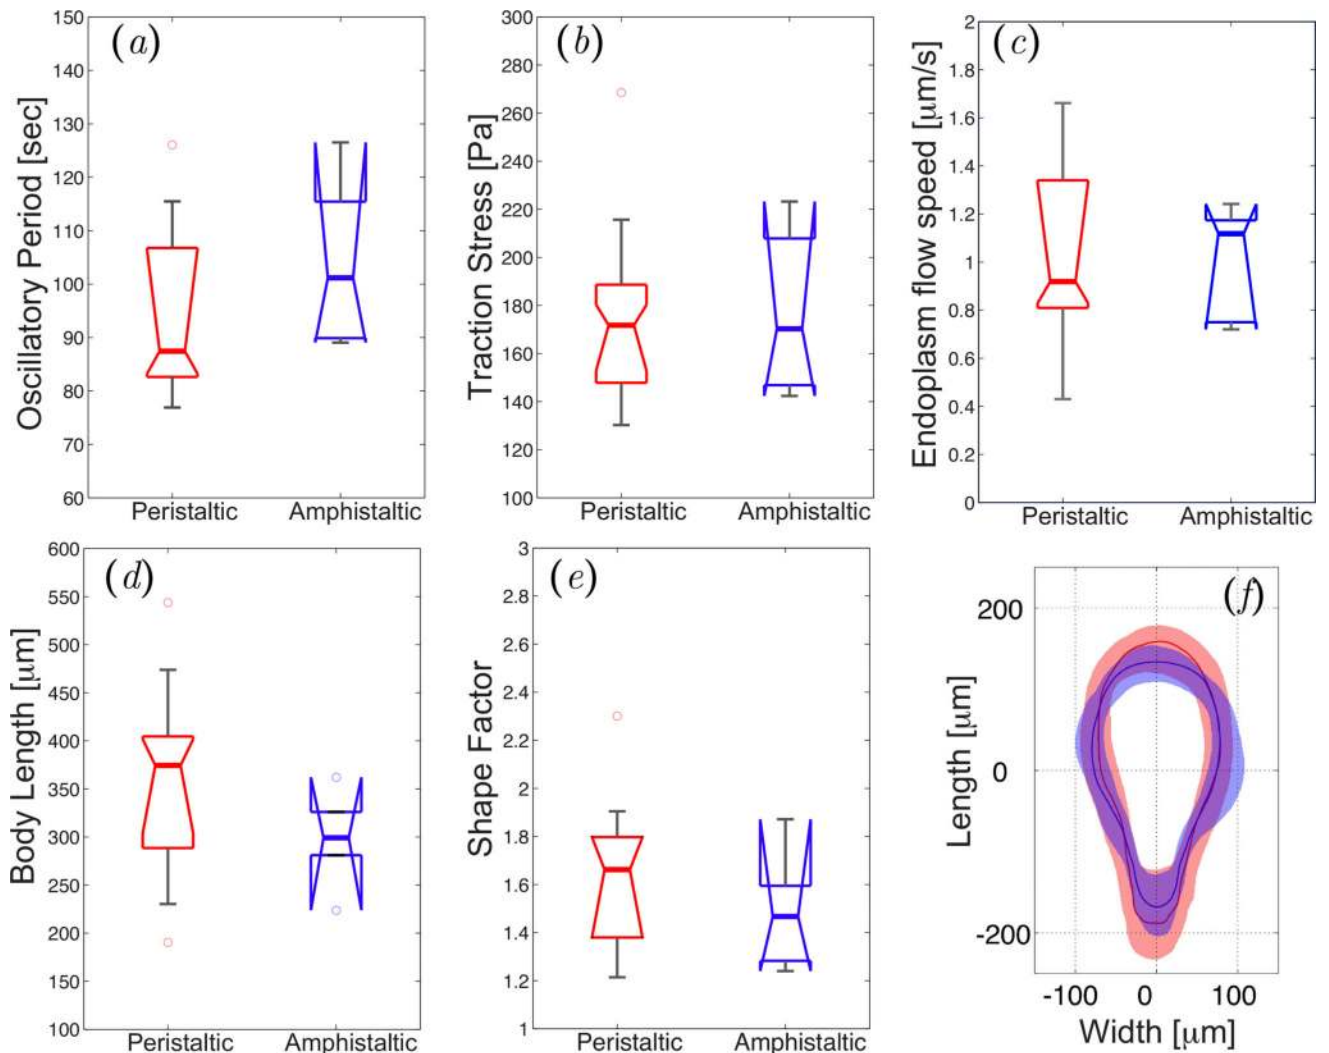 (a)
Oscillatory Period [sec]
150
140
130
120
110
100
90
80
70
60
Peristaltic
Amphistaltic
(b)
Traction Stress [Pa]
300
280
260
240
220
200
180
160
140
120
100
Peristaltic
Amphistaltic
(c)
Endoplasm flow speed [μm/s]
2
1.8
1.6
1.4
1.2
1
0.8
0.6
0.4
0.2
0
Peristaltic
Amphistaltic
(d)
Body Length [μm]
600
550
500
450
400
350
300
250
200
150
100
Peristaltic
Amphistaltic
(e)
Shape Factor
3
2.8
2.6
2.4
2.2
2
1.8
1.6
1.4
1.2
1
Peristaltic
Amphistaltic
(f)
Length [μm]
200
0
-200
-100
0
100
Width [μm]